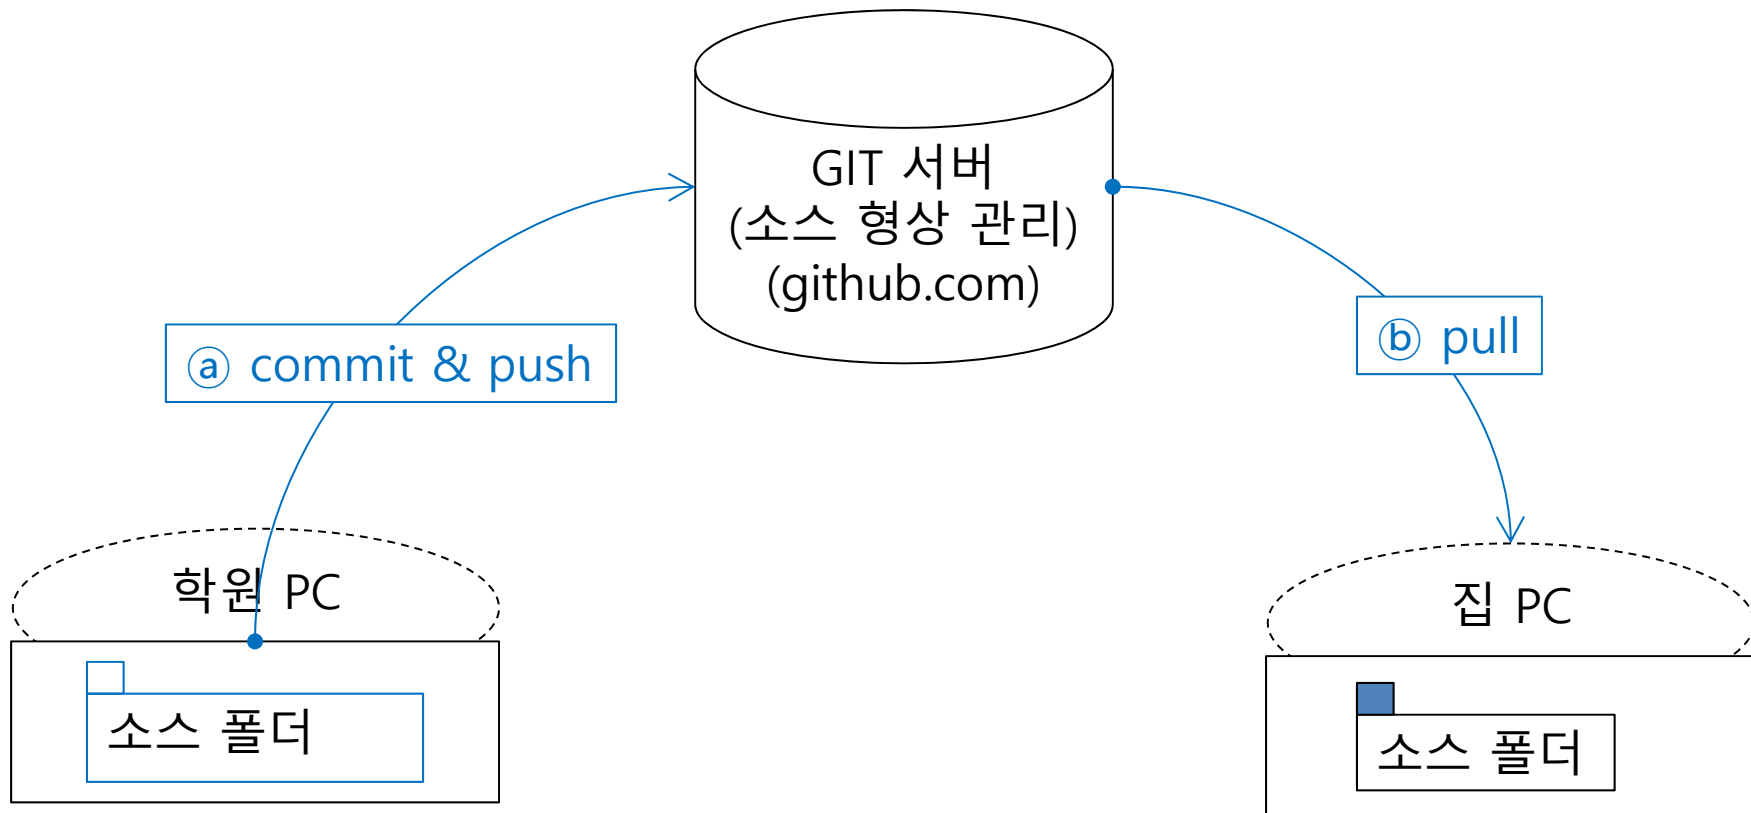 GIT 서버
(소스 형상 관리)
(github.com)
ⓐ commit & push
ⓑ pull
학원 PC
소스 폴더
집 PC
소스 폴더